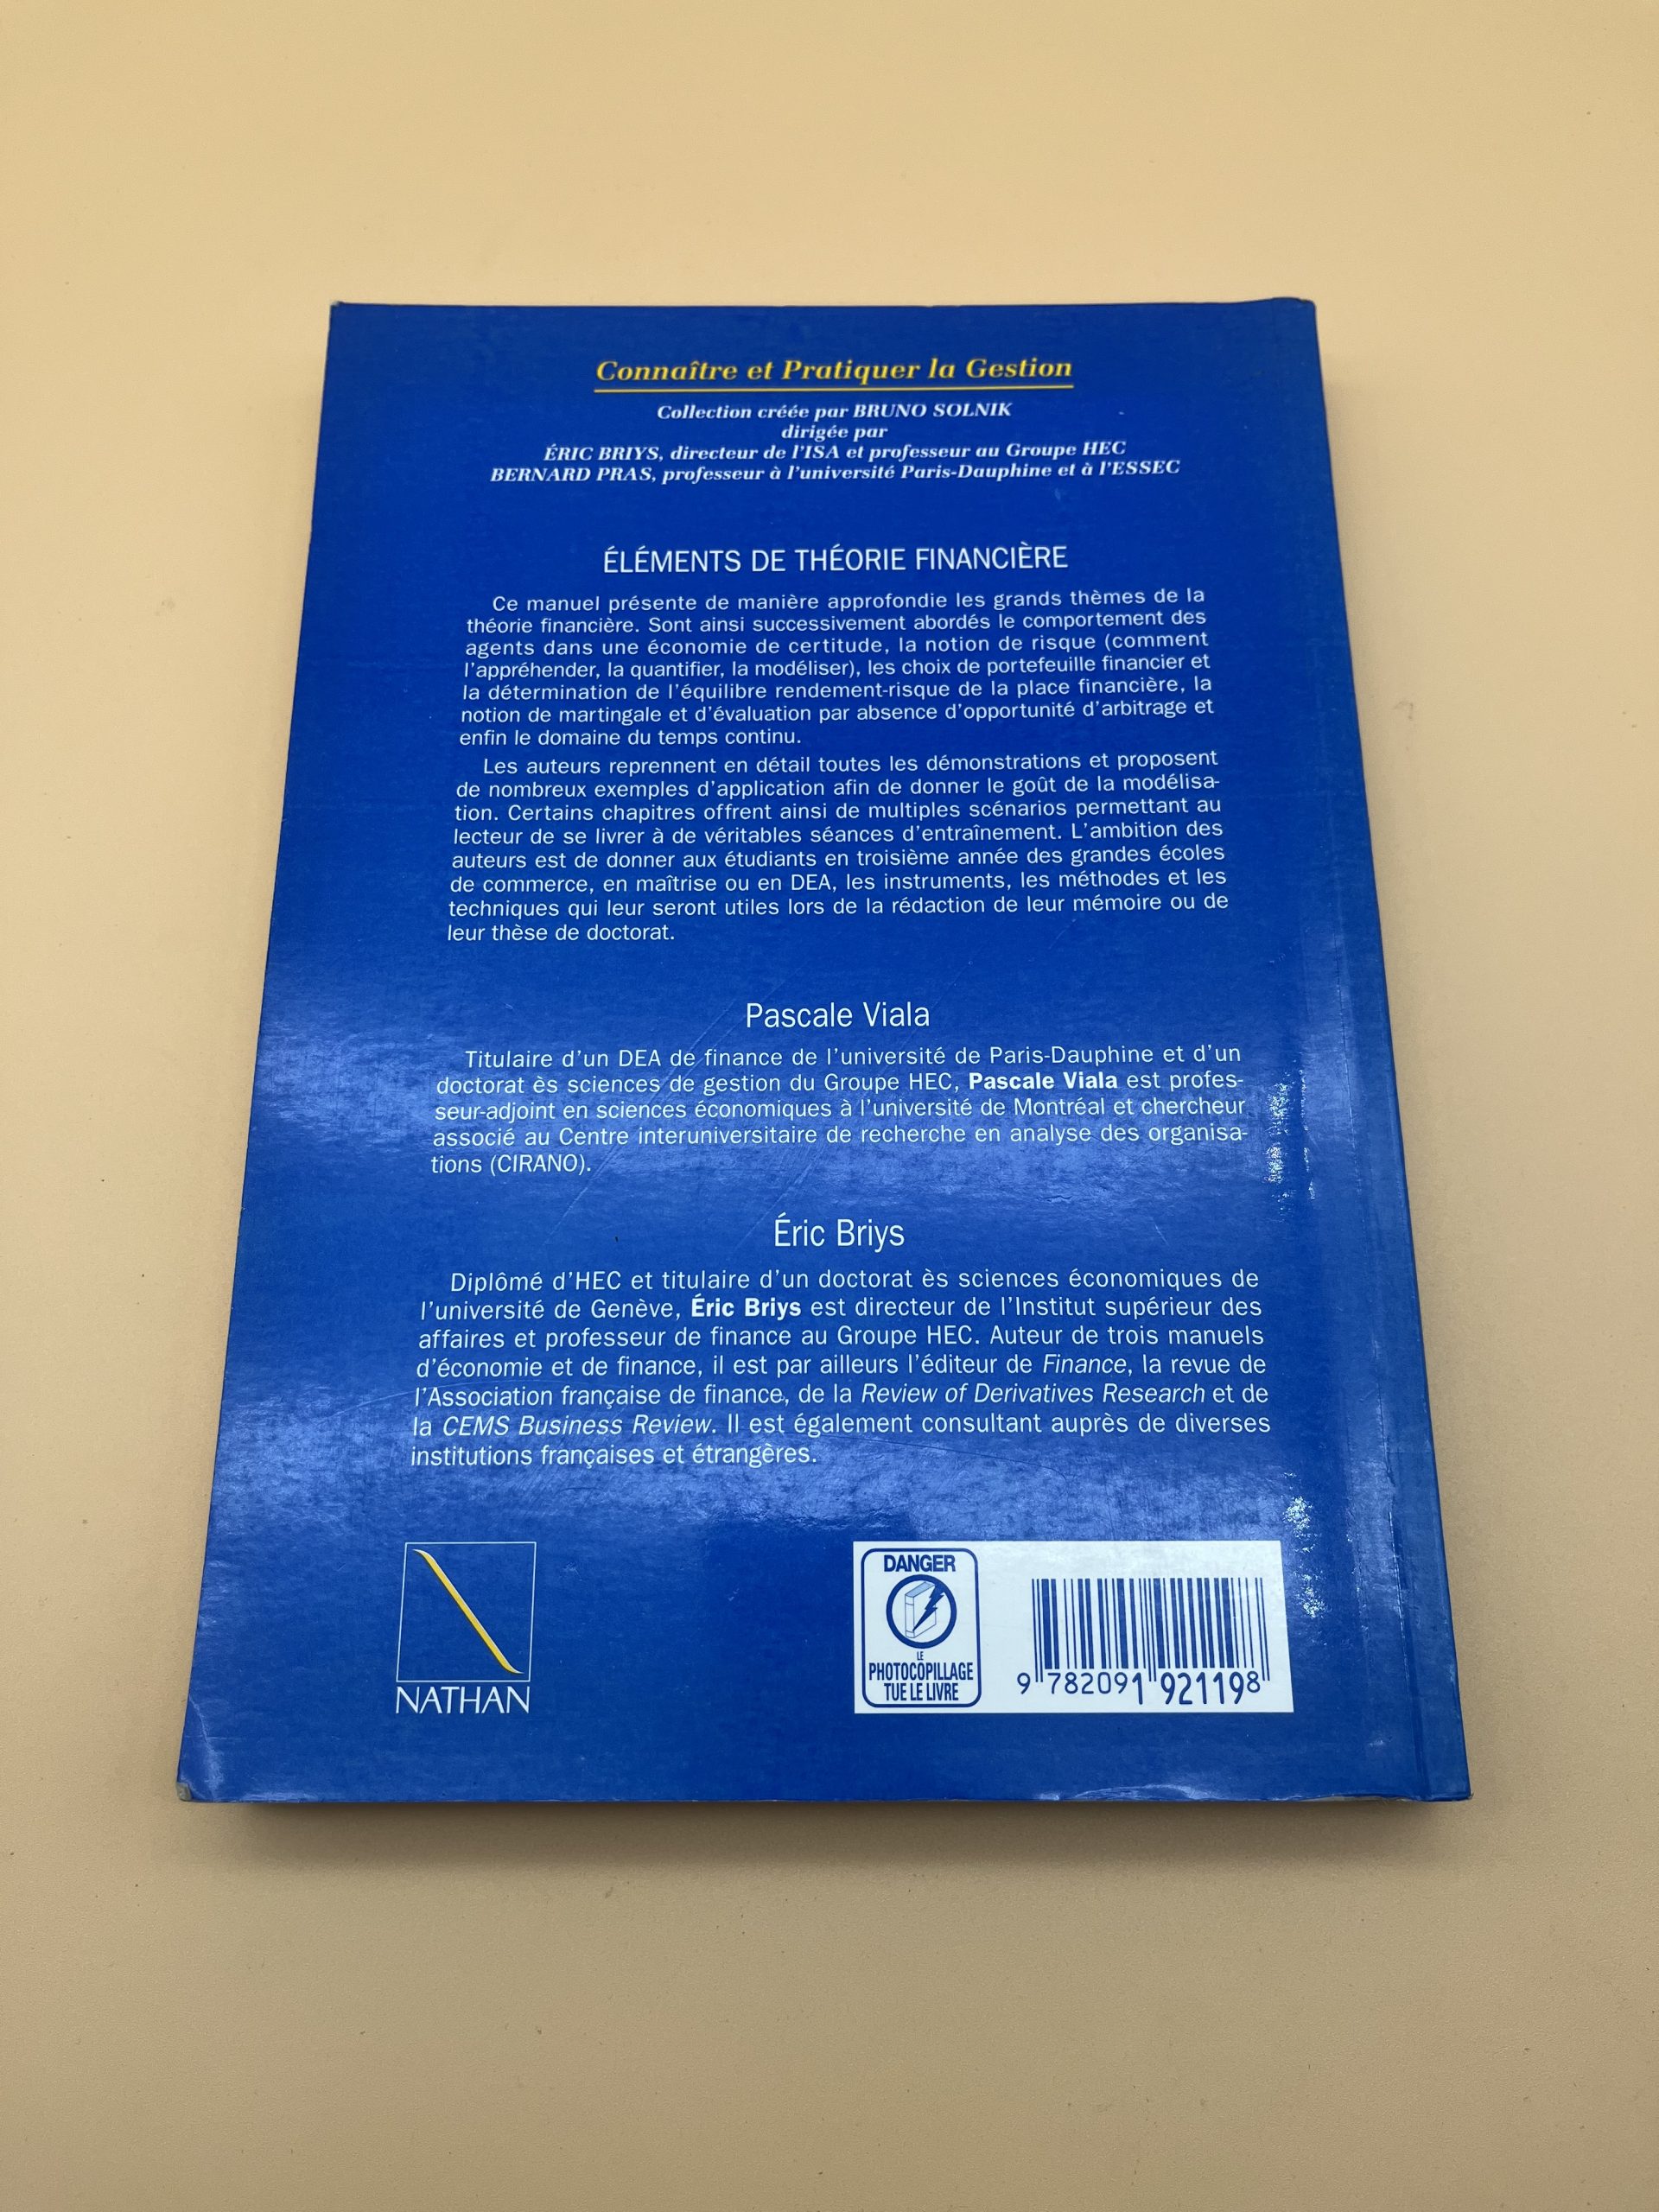 Connaître et Pratiquer la Gestion
Collection créée par BRUNO SOLNIK
dirigée par
ÉRIC BRIYS, directeur de l'ISA et professeur au Groupe HEC
BERNARD PRAS, professeur à l'université Paris-Dauphine et à l'ESSEC
ÉLÉMENTS DE THÉORIE FINANCIÈRE
Ce manuel présente de manière approfondie les grands thèmes de la
théorie financière. Sont ainsi successivement abordés le comportement des
agents dans une économie de certitude, la notion de risque (comment
l'appréhender, la quantifier, la modéliser), les choix de portefeuille financier et
la détermination de l'équilibre rendement-risque de la place financière, la
notion de martingale et d'évaluation par absence d'opportunité d'arbitrage et
enfin le domaine du temps continu.
Les auteurs reprennent en détail toutes les démonstrations et proposent
de nombreux exemples d'application afin de donner le goût de la modélisa-
tion. Certains chapitres offrent ainsi de multiples scénarios permettant au
lecteur de se livrer à de véritables séances d'entraînement. L'ambition des
auteurs est de donner aux étudiants en troisième année des grandes écoles
de commerce, en maîtrise ou en DEA, les instruments, les méthodes et les
techniques qui leur seront utiles lors de la rédaction de leur mémoire ou de
leur thèse de doctorat.
Pascale Viala
Titulaire d'un DEA de finance de l'université de Paris-Dauphine et d'un
doctorat ès sciences de gestion du Groupe HEC, Pascale Viala est profes-
seur-adjoint en sciences économiques à l'université de Montréal et chercheur
associé au Centre interuniversitaire de recherche en analyse des organisa-
tions (CIRANO).
Éric Briys
Diplômé d'HEC et titulaire d'un doctorat ès sciences économiques de
l'université de Genève, Éric Briys est directeur de l'Institut supérieur des
affaires et professeur de finance au Groupe HEC. Auteur de trois manuels
d'économie et de finance, il est par ailleurs l'éditeur de Finance, la revue de
l'Association française de finance, de la Review of Derivatives Research et de
la CEMS Business Review. Il est également consultant auprès de diverses
institutions françaises et étrangères.
NATHAN
DANGER
LE
PHOTOCOPILLAGE
TUE LE LIVRE
9 782091 921198